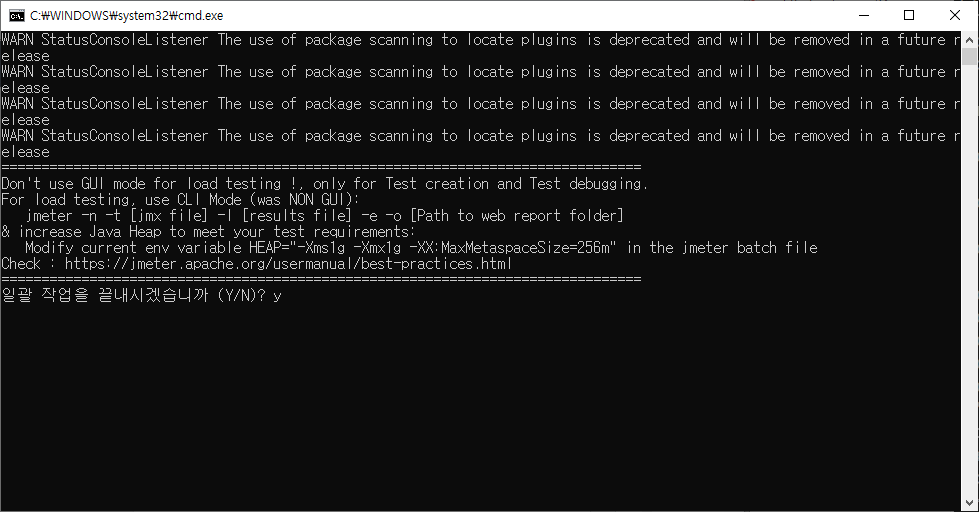 C:₩WINDOWS₩system32₩cmd.exe
WARN StatusConsoleListener The use of package scanning to locate plugins is deprecated and will be removed in a future r
elease
WARN StatusConsoleListener The use of package scanning to locate plugins is deprecated and will be removed in a future r
elease
WARN StatusConsoleListener The use of package scanning to locate plugins is deprecated and will be removed in a future r
elease
WARN StatusConsoleListener The use of package scanning to locate plugins is deprecated and will be removed in a future r
elease
================================================================================
Don't use GUI mode for load testing !, only for Test creation and Test debugging.
For load testing, use CLI Mode (was NON GUI):
   jmeter -n -t [jmx file] -l [results file] -e -o [Path to web report folder]
& increase Java Heap to meet your test requirements:
   Modify current env variable HEAP="-Xms1g -Xmx1g -XX:MaxMetaspaceSize=256m" in the jmeter batch file
Check : https://jmeter.apache.org/usermanual/best-practices.html
================================================================================
일괄 작업을 끝내시겠습니까 (Y/N)? y